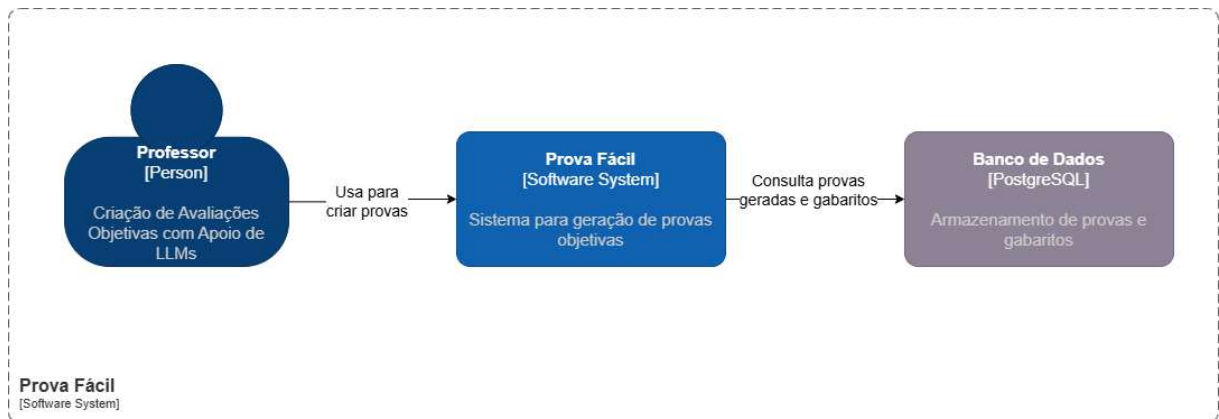 Professor
[Person]
Criação de Avaliações
Objetivas com Apoio de
LLMs
Usa para
criar provas
Prova Fácil
[Software System]
Sistema para geração de provas
objetivas
Consulta provas
geradas e gabaritos
Banco de Dados
[PostgreSQL]
Armazenamento de provas e
gabaritos
Prova Fácil
[Software System]